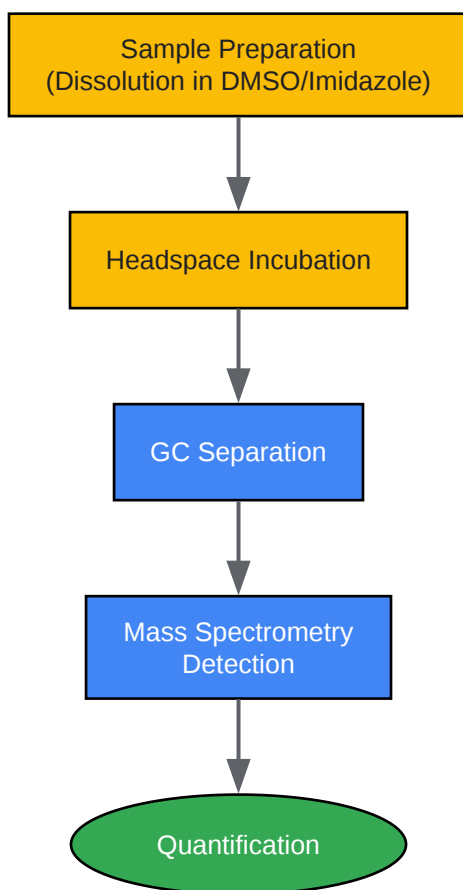 Sample Preparation
(Dissolution in DMSO/Imidazole)
Headspace Incubation
GC Separation
Mass Spectrometry
Detection
Quantification